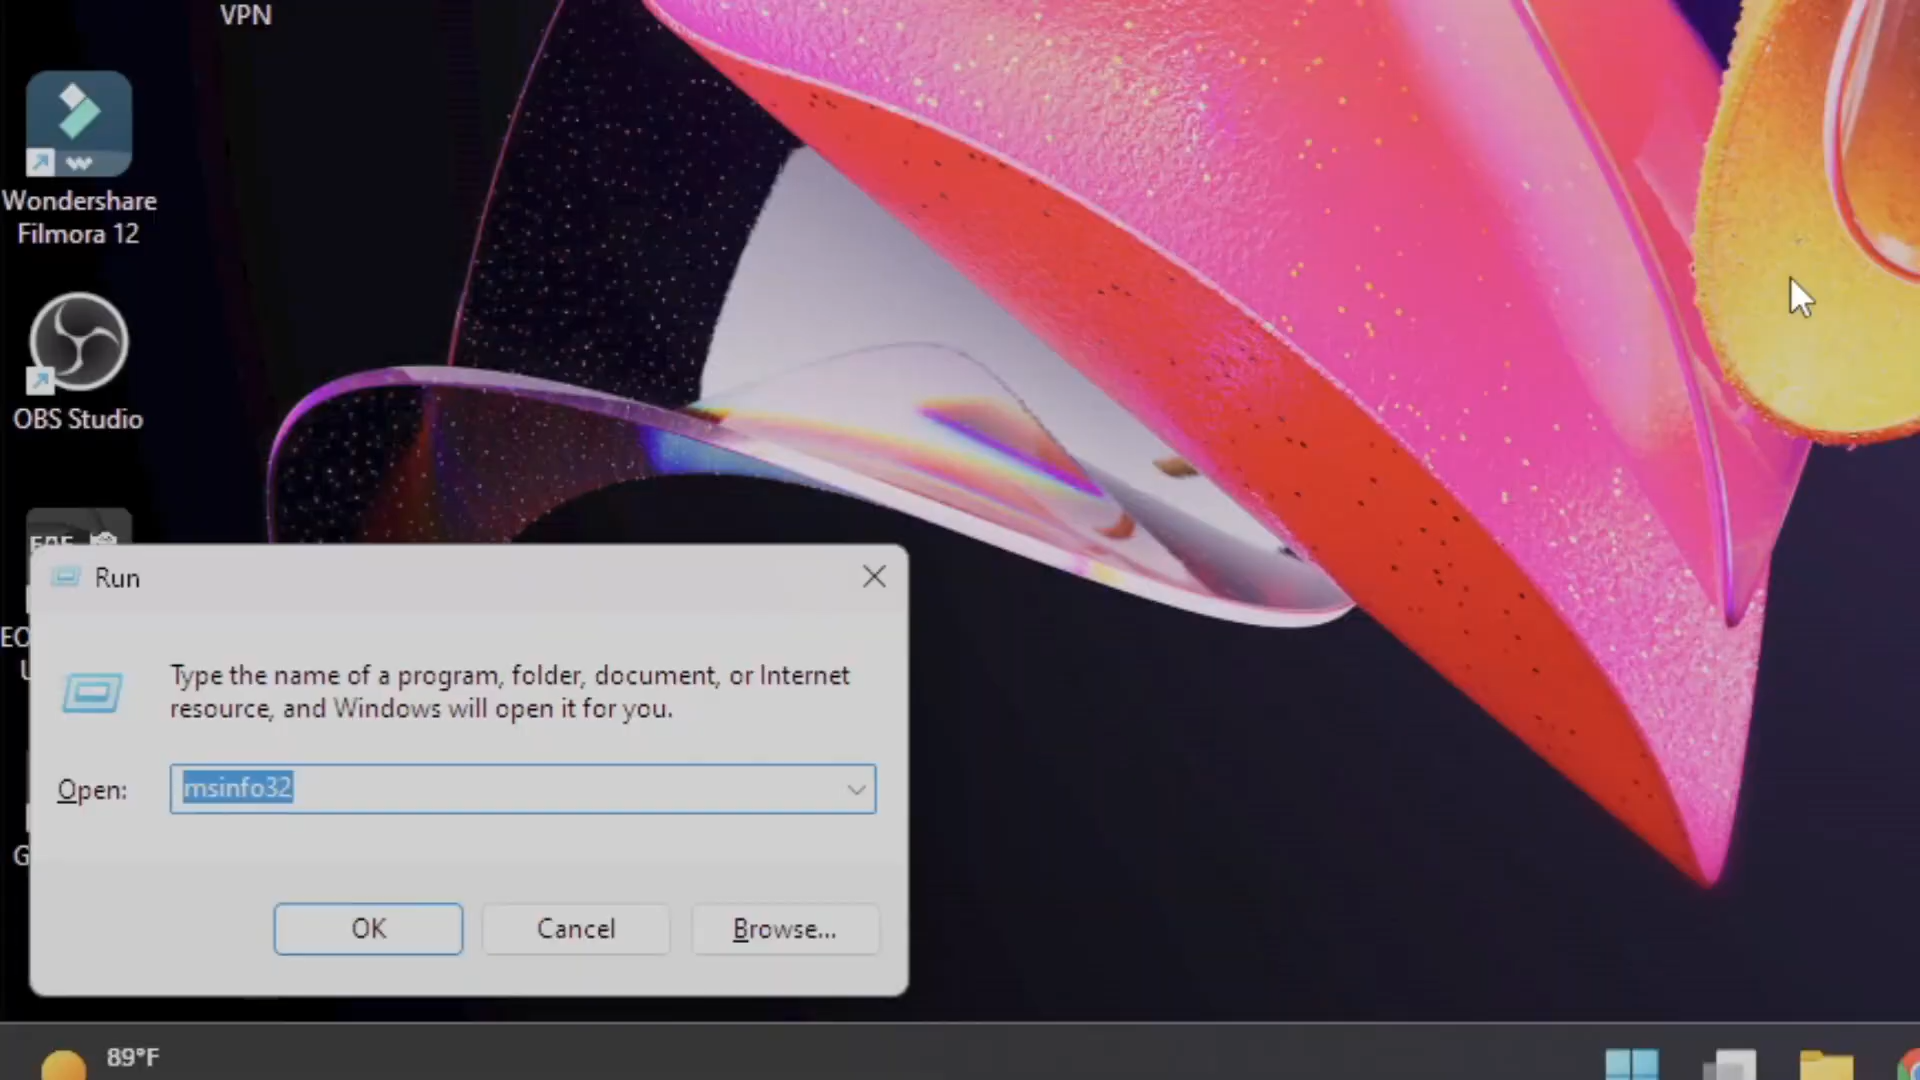 VPN
Wondershare
Filmora 12
OBS Studio
Run
Type the name of a program, folder, document, or Internet
resource, and Windows will open it for you.
Open:
msinfo32
OK
Cancel
Browse...
89°F